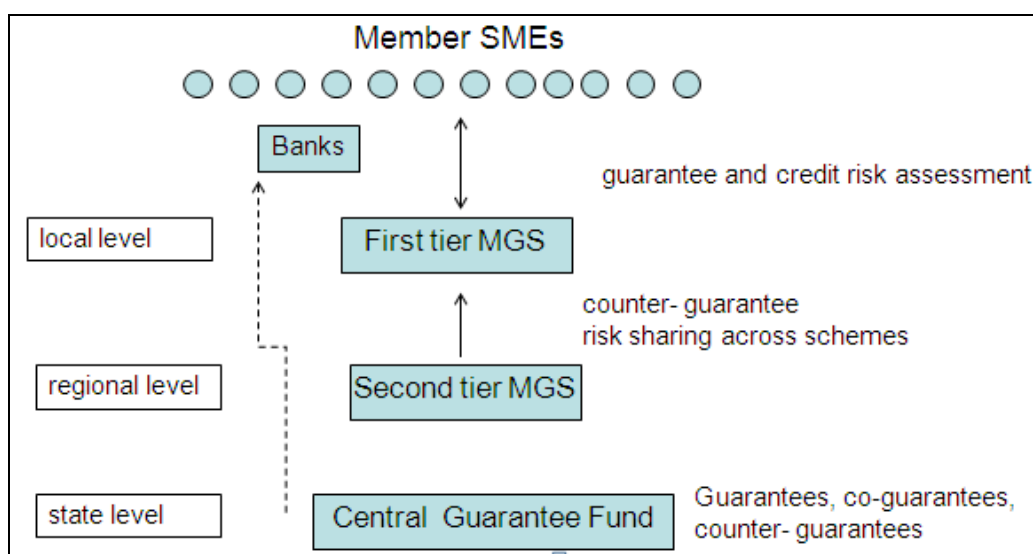 Member SMEs
Banks
guarantee and credit risk assessment
local level
First tier MGS
counter- guarantee
risk sharing across schemes
regional level
Second tier MGS
state level
Central Guarantee Fund
Guarantees, co-guarantees,
counter- guarantees